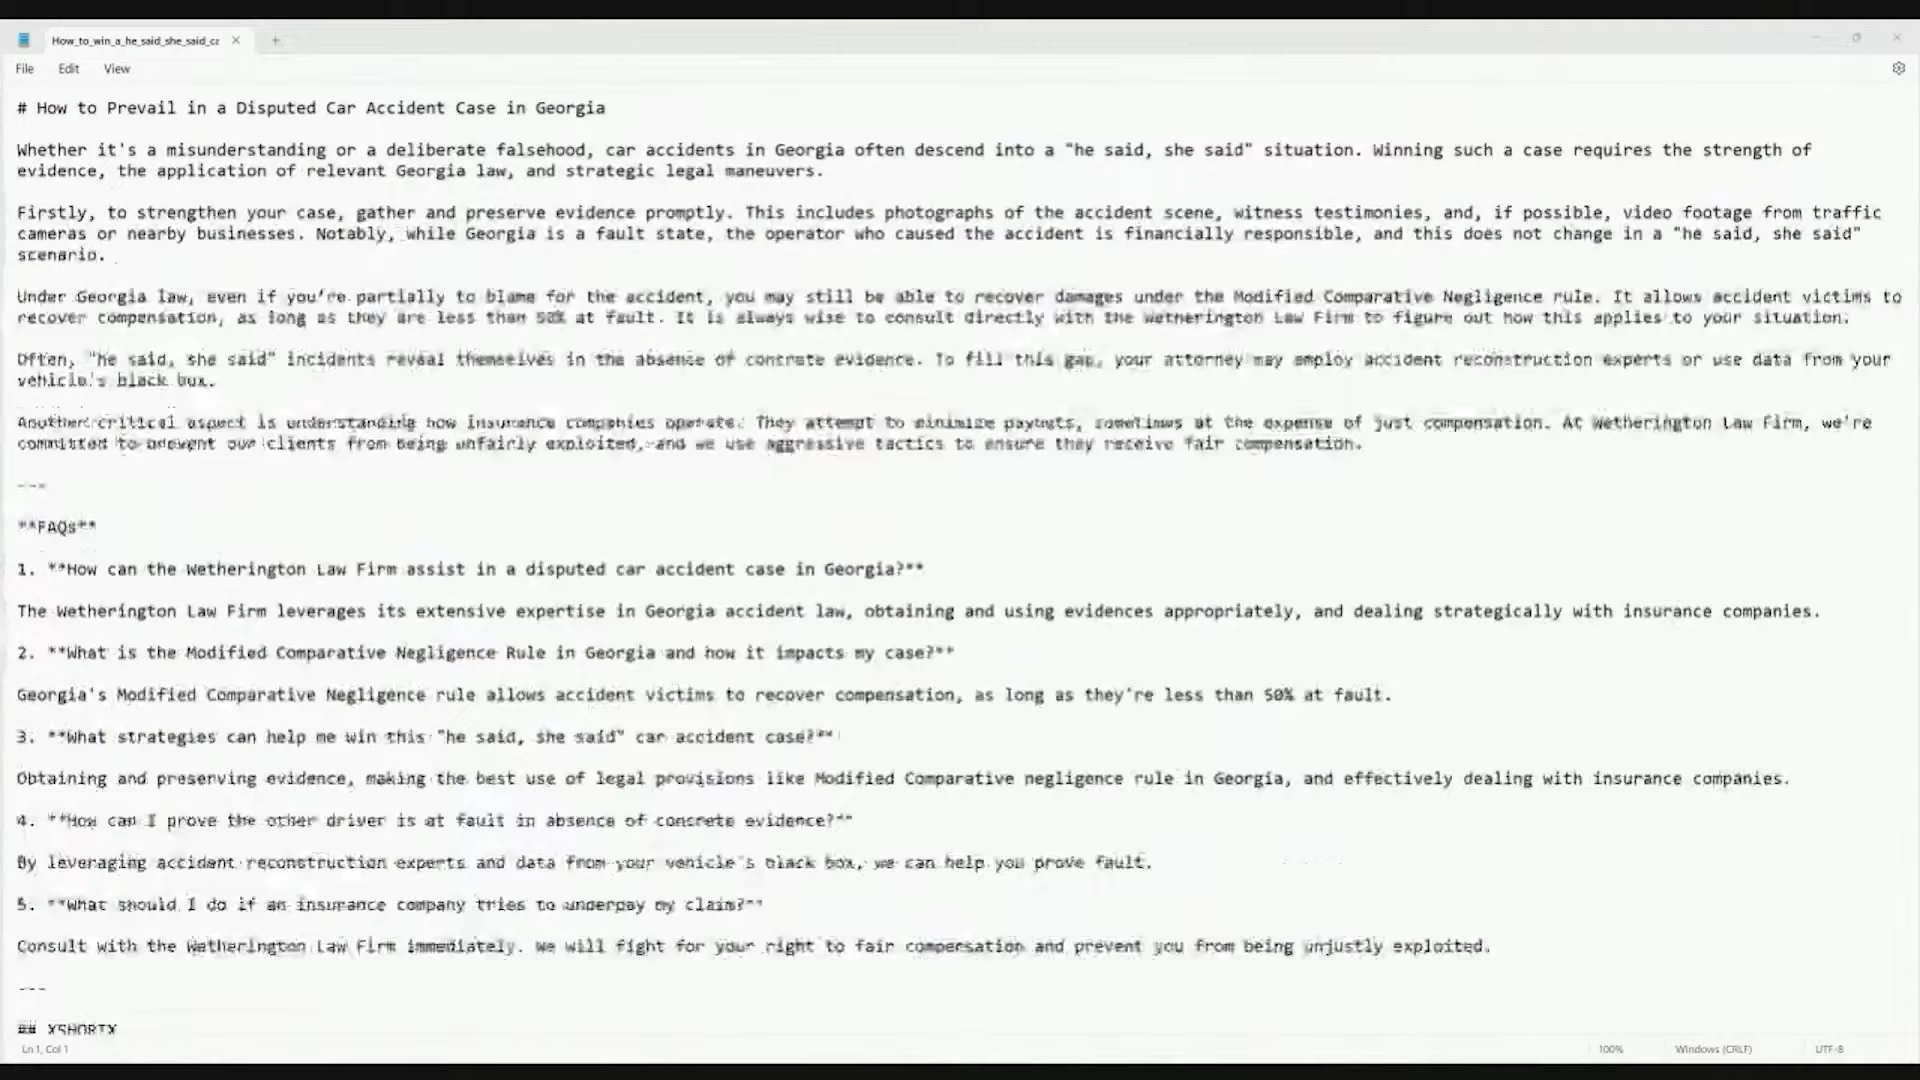 How_to_win_a_he_said_she_said_ca
File Edit View
# How to Prevail in a Disputed Car Accident Case in Georgia
Whether it's a misunderstanding or a deliberate falsehood, car accidents in Georgia often descend into a "he said, she said" situation. Winning such a case requires the strength of
evidence, the application of relevant Georgia law, and strategic legal maneuvers.
Firstly, to strengthen your case, gather and preserve evidence promptly. This includes photographs of the accident scene, witness testimonies, and, if possible, video footage from traffic
cameras or nearby businesses. Notably, while Georgia is a fault state, the operator who caused the accident is financially responsible, and this does not change in a "he said, she said"
scenario.
Under Georgia law, even if you're partially to blame for the accident, you may still be able to recover damages under the Modified Comparative Negligence rule. It allows accident victims to
recover compensation, as long as they are less than 50% at fault. It is always wise to consult directly with the Wetherington Law Firm to figure out how this applies to your situation.
Often, "he said, she said" incidents reveal themselves in the absence of concrete evidence. To fill this gap, your attorney may employ accident reconstruction experts or use data from your
vehicle's black box.
Another critical aspect is understanding how insurance companies operate. They attempt to minimize payouts, sometimes at the expense of just compensation. At Wetherington Law Firm, we're
committed to prevent our clients from being unfairly exploited, and we use aggressive tactics to ensure they receive fair compensation.
---
**FAQs**
1. **How can the Wetherington Law Firm assist in a disputed car accident case in Georgia?**
The Wetherington Law Firm leverages its extensive expertise in Georgia accident law, obtaining and using evidences appropriately, and dealing strategically with insurance companies.
2. **What is the Modified Comparative Negligence Rule in Georgia and how it impacts my case?**
Georgia's Modified Comparative Negligence rule allows accident victims to recover compensation, as long as they're less than 50% at fault.
3. **What strategies can help me win this "he said, she said" car accident case?**
Obtaining and preserving evidence, making the best use of legal provisions like Modified Comparative negligence rule in Georgia, and effectively dealing with insurance companies.
4. **How can I prove the other driver is at fault in absence of concrete evidence?**
By leveraging accident reconstruction experts and data from your vehicle's black box, we can help you prove fault.
5. **What should I do if an insurance company tries to underpay my claim?**
Consult with the Wetherington Law Firm immediately. We will fight for your right to fair compensation and prevent you from being unjustly exploited.
---
## XSHORTX
Ln 1, Col 1 100% Windows (CRLF) UTF-8